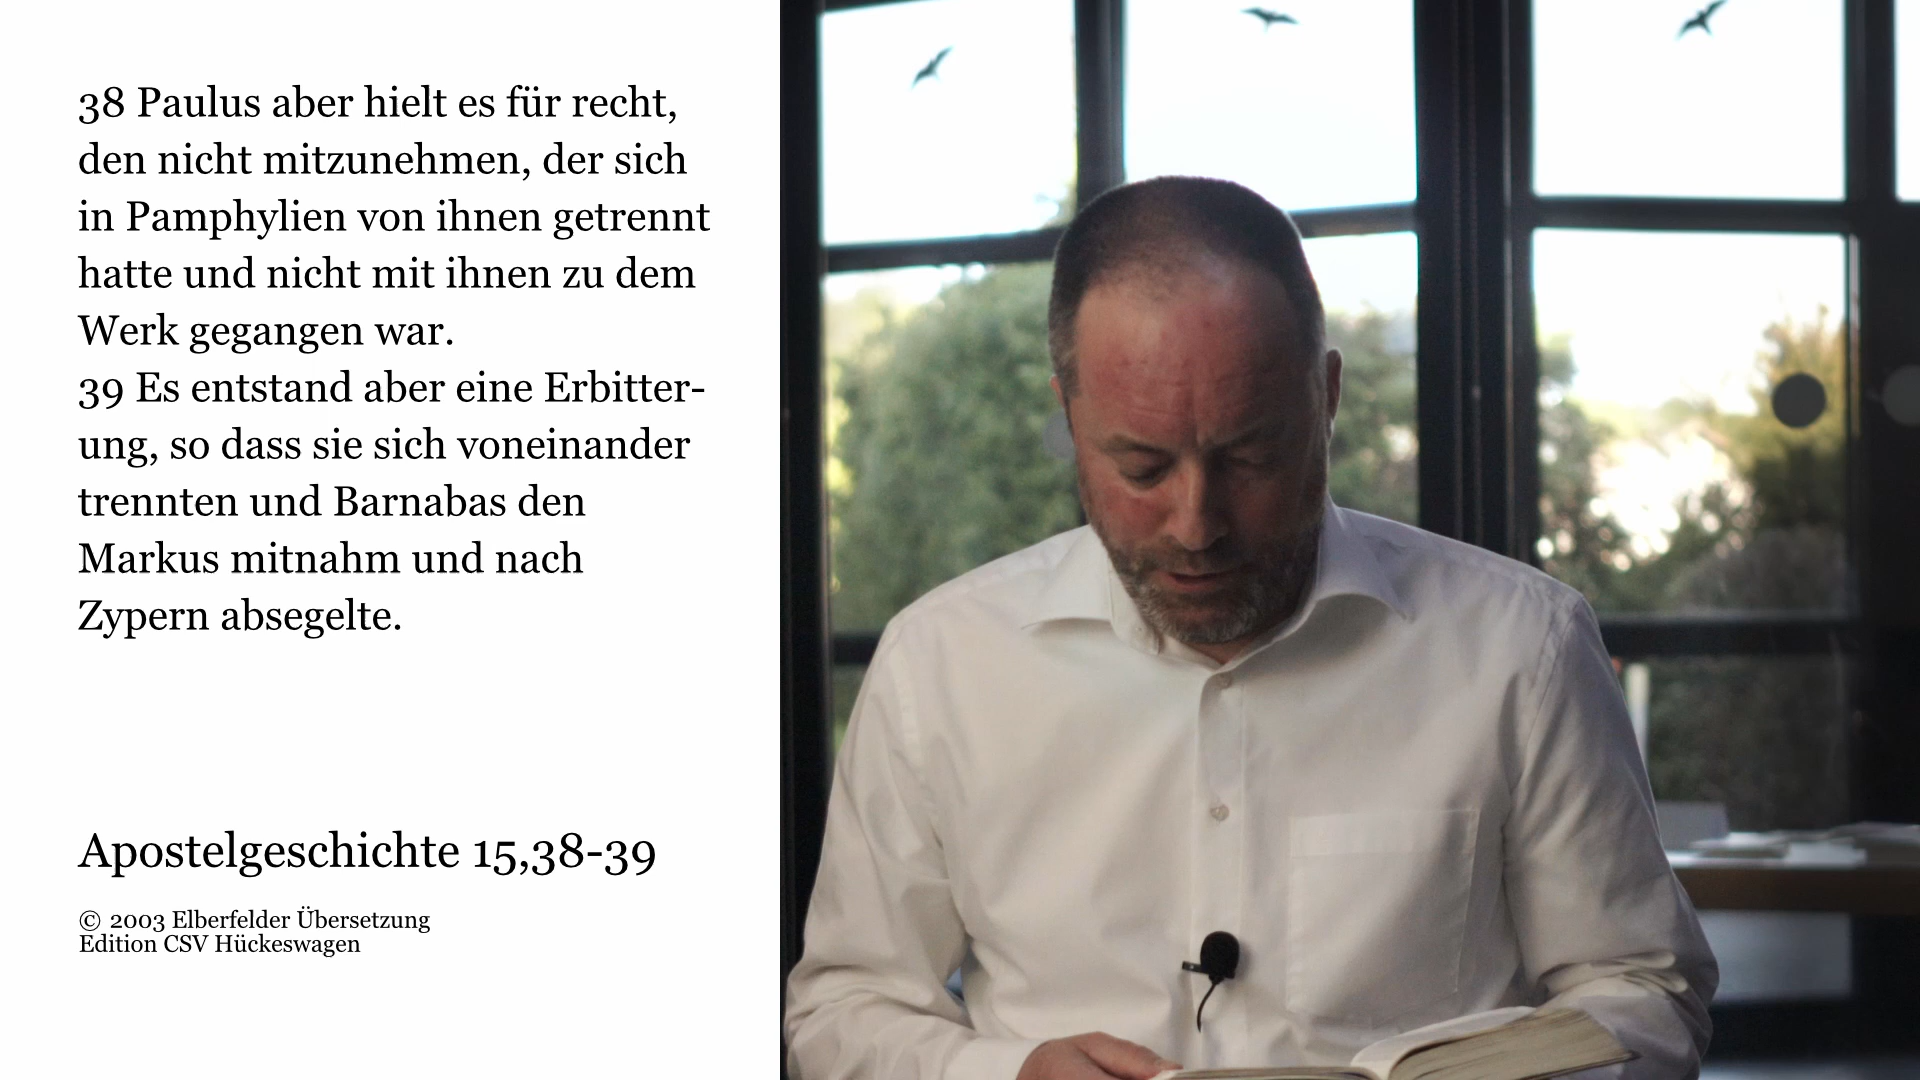 38 Paulus aber hielt es für recht,
den nicht mitzunehmen, der sich
in Pamphylien von ihnen getrennt
hatte und nicht mit ihnen zu dem
Werk gegangen war.
39 Es entstand aber eine Erbitter-
ung, so dass sie sich voneinander
trennten und Barnabas den
Markus mitnahm und nach
Zypern absegelte.
Apostelgeschichte 15,38-39
© 2003 Elberfelder Übersetzung
Edition CSV Hückeswagen